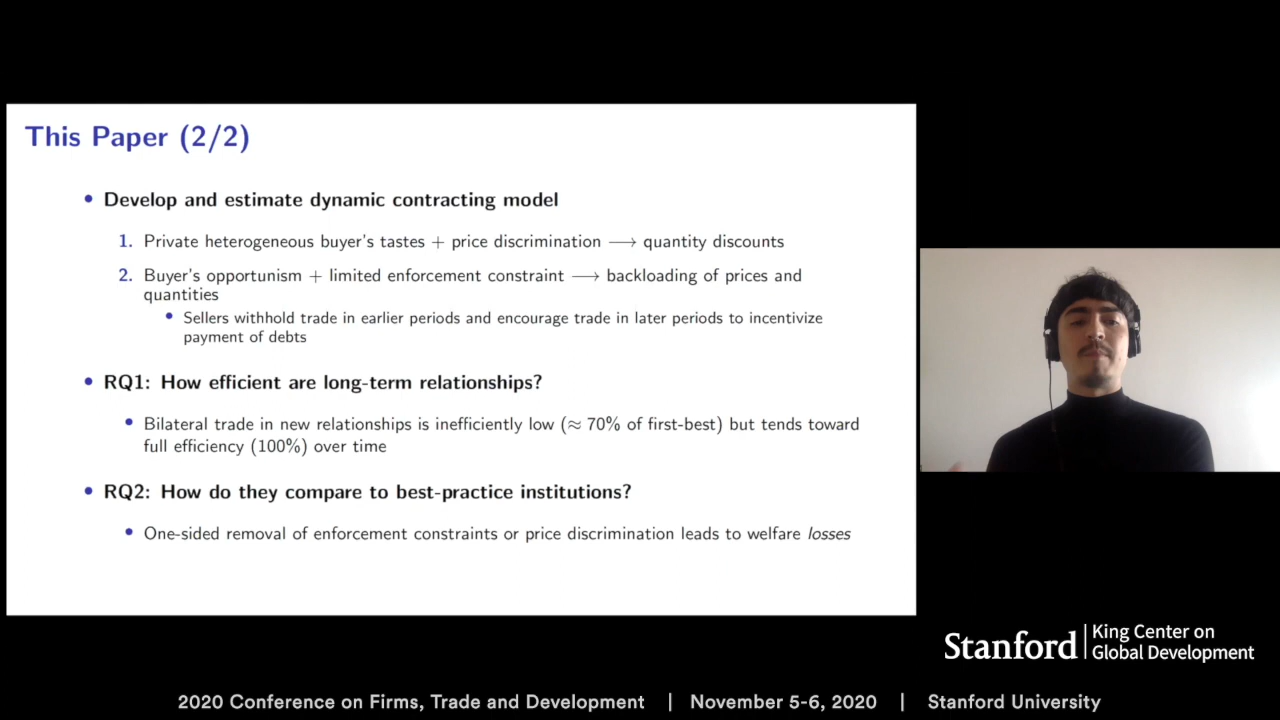 This Paper (2/2)
• Develop and estimate dynamic contracting model
1. Private heterogeneous buyer's tastes + price discrimination ⟶ quantity discounts
2. Buyer's opportunism + limited enforcement constraint ⟶ backloading of prices and
quantities
• Sellers withhold trade in earlier periods and encourage trade in later periods to incentivize
payment of debts
• RQ1: How efficient are long-term relationships?
• Bilateral trade in new relationships is inefficiently low (≈ 70% of first-best) but tends toward
full efficiency (100%) over time
• RQ2: How do they compare to best-practice institutions?
• One-sided removal of enforcement constraints or price discrimination leads to welfare losses
Stanford | King Center on
Global Development
2020 Conference on Firms, Trade and Development | November 5-6, 2020 | Stanford University